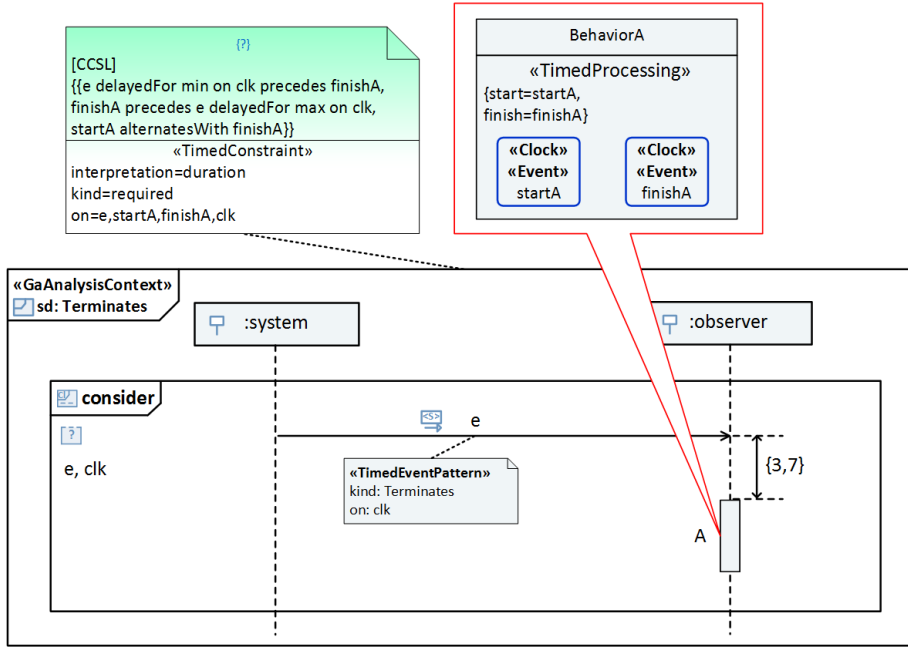 {?}
[CCSL]
{{e delayedFor min on clk precedes finishA,
finishA precedes e delayedFor max on clk,
startA alternatesWith finishA}}
«TimedConstraint»
interpretation=duration
kind=required
on=e,startA,finishA,clk
BehaviorA
«TimedProcessing»
{start=startA,
finish=finishA}
«Clock»
«Event»
startA
«Clock»
«Event»
finishA
«GaAnalysisContext»
sd: Terminates
:system
:observer
consider
[?]
e, clk
<S>
e
«TimedEventPattern»
kind: Terminates
on: clk
{3,7}
A